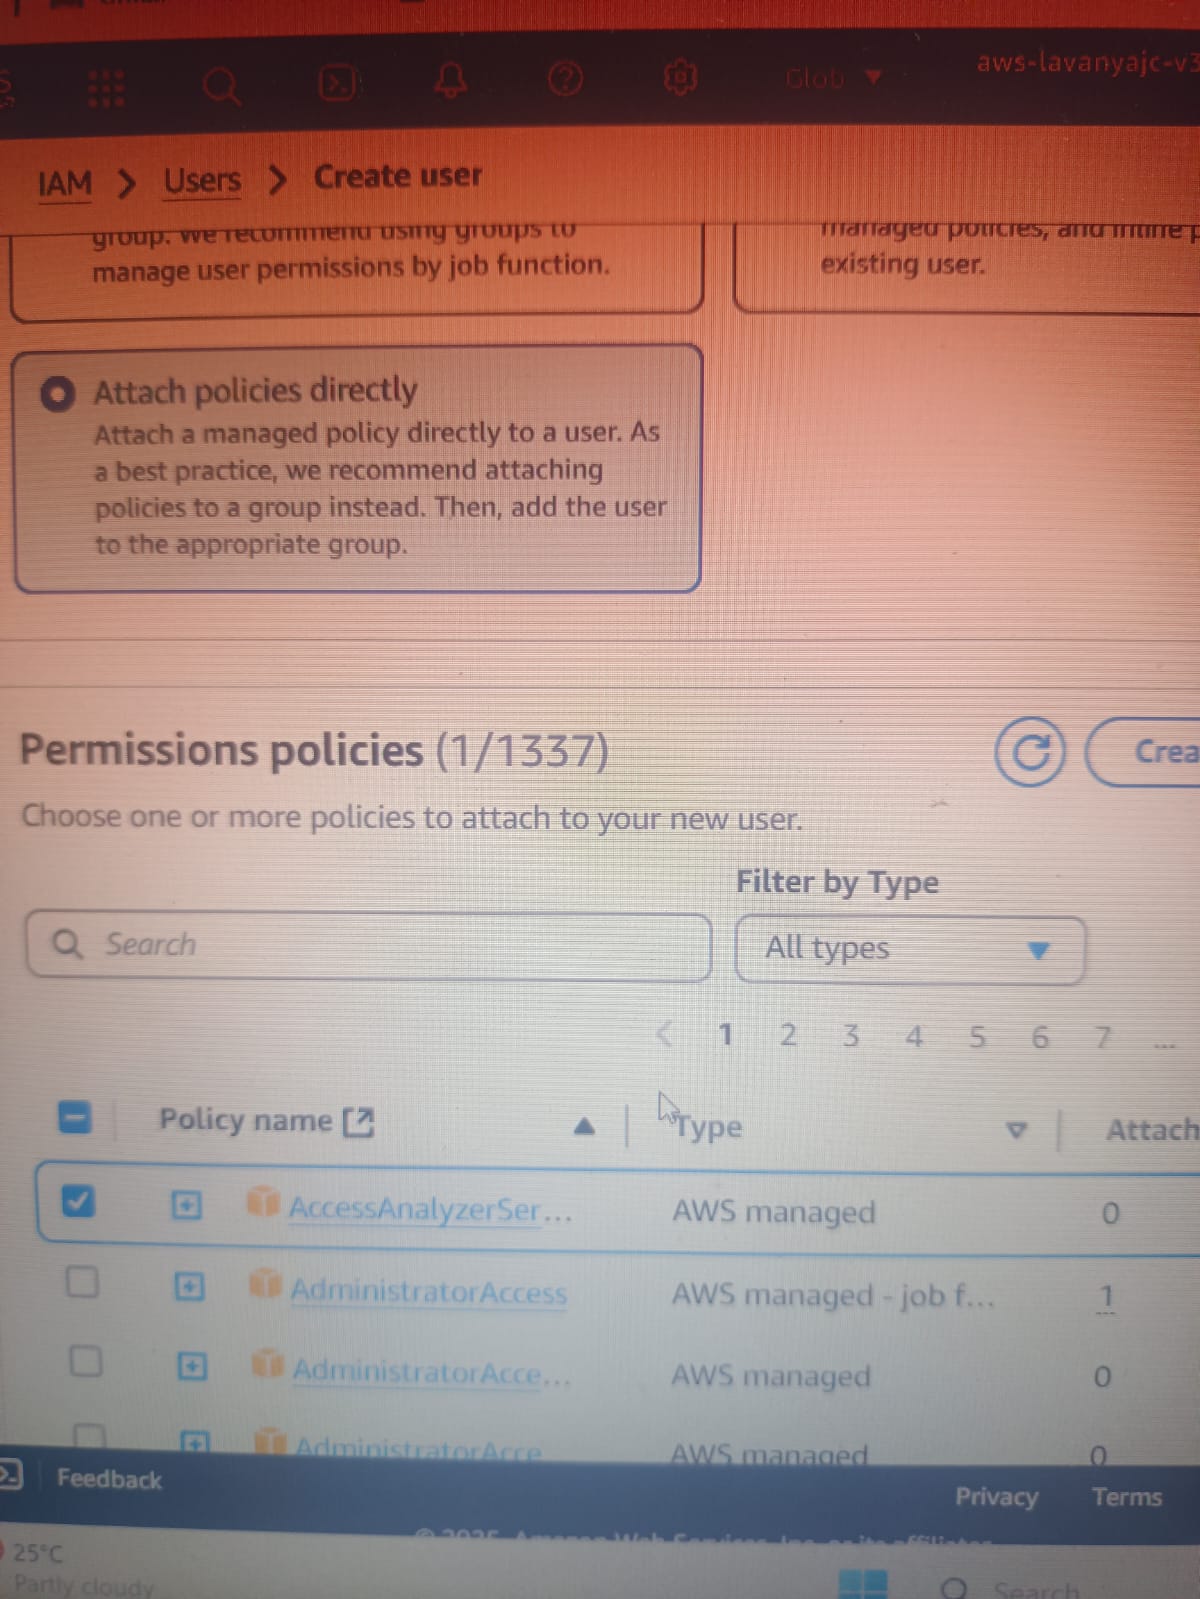 Glob
aws-lavanyajc-v3
IAM > Users > Create user
group. We recommend using groups to
manage user permissions by job function.
managed policies, and inline
existing user.
Attach policies directly
Attach a managed policy directly to a user. As
a best practice, we recommend attaching
policies to a group instead. Then, add the user
to the appropriate group.
Permissions policies (1/1337)
Crea
Choose one or more policies to attach to your new user.
Filter by Type
Search
All types
< 1 2 3 4 5 6 7 ...
Policy name Type Attach
AccessAnalyzerSer... AWS managed 0
AdministratorAccess AWS managed - job f... 1
AdministratorAcce... AWS managed 0
AdministratorAcce AWS managed 0
Feedback
Privacy Terms
© 2025, Amazon Web Services, Inc. or its affiliates.
25°C
Partly cloudy
Search